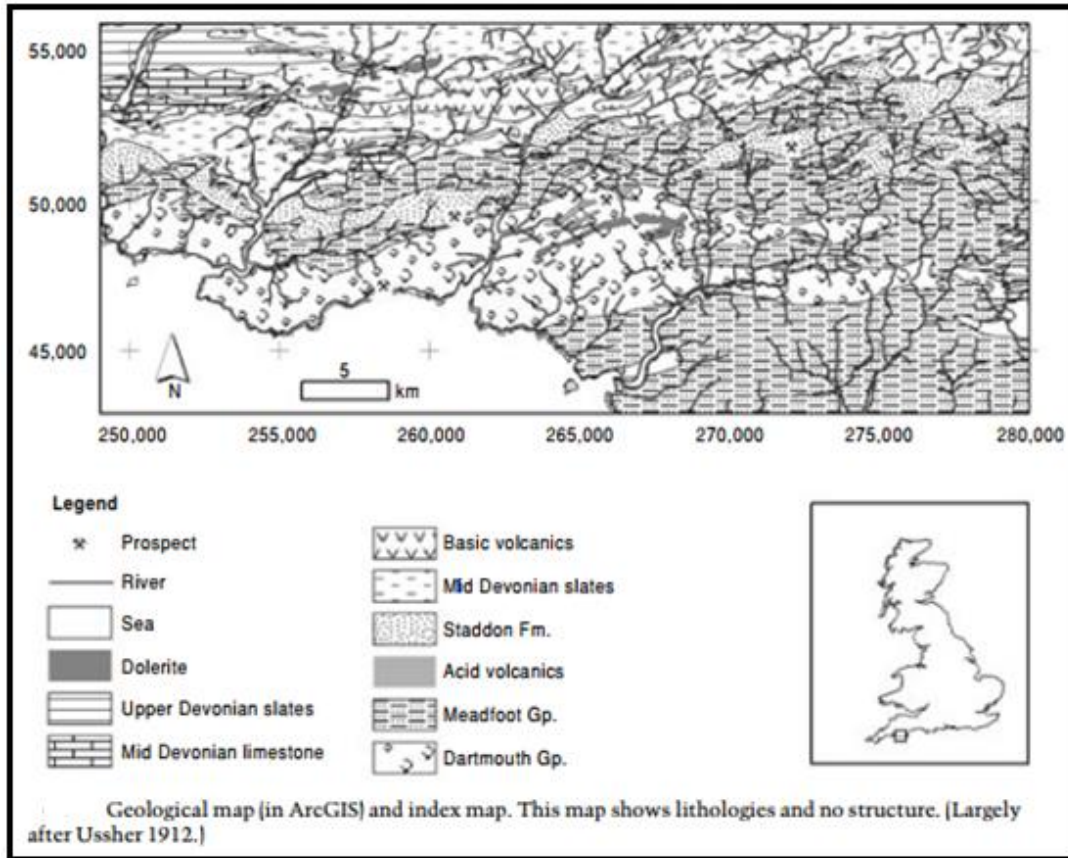 55,000
50,000
45,000
N
5
km
250,000 255,000 260,000 265,000 270,000 275,000 280,000
Legend
Prospect
River
Sea
Dolerite
Upper Devonian slates
Mid Devonian limestone
Basic volcanics
Mid Devonian slates
Staddon Fm.
Acid volcanics
Meadfoot Gp.
Dartmouth Gp.
Geological map (in ArcGIS) and index map. This map shows lithologies and no structure. (Largely
after Ussher 1912.)